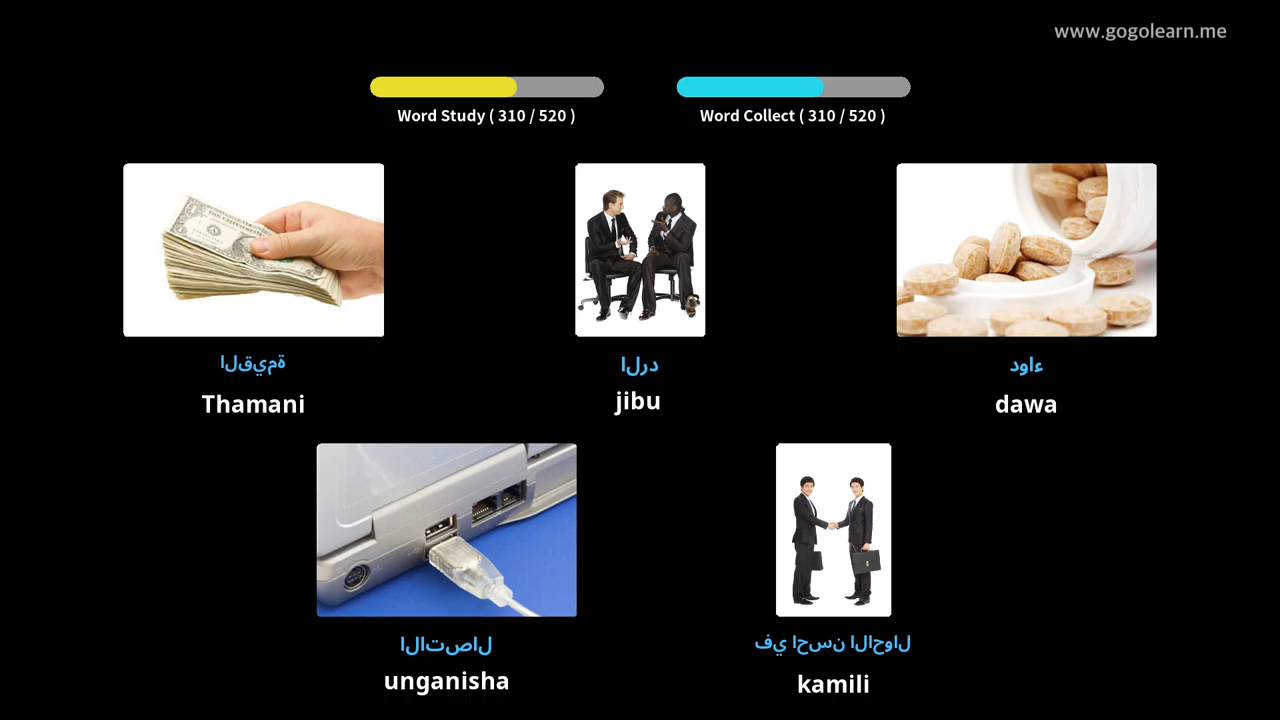 www.gogolearn.me
Word Study ( 310 / 520 )
Word Collect ( 310 / 520 )
القيمة
Thamani
الرد
jibu
دواء
dawa
الاتصال
unganisha
في احسن الاحوال
kamili